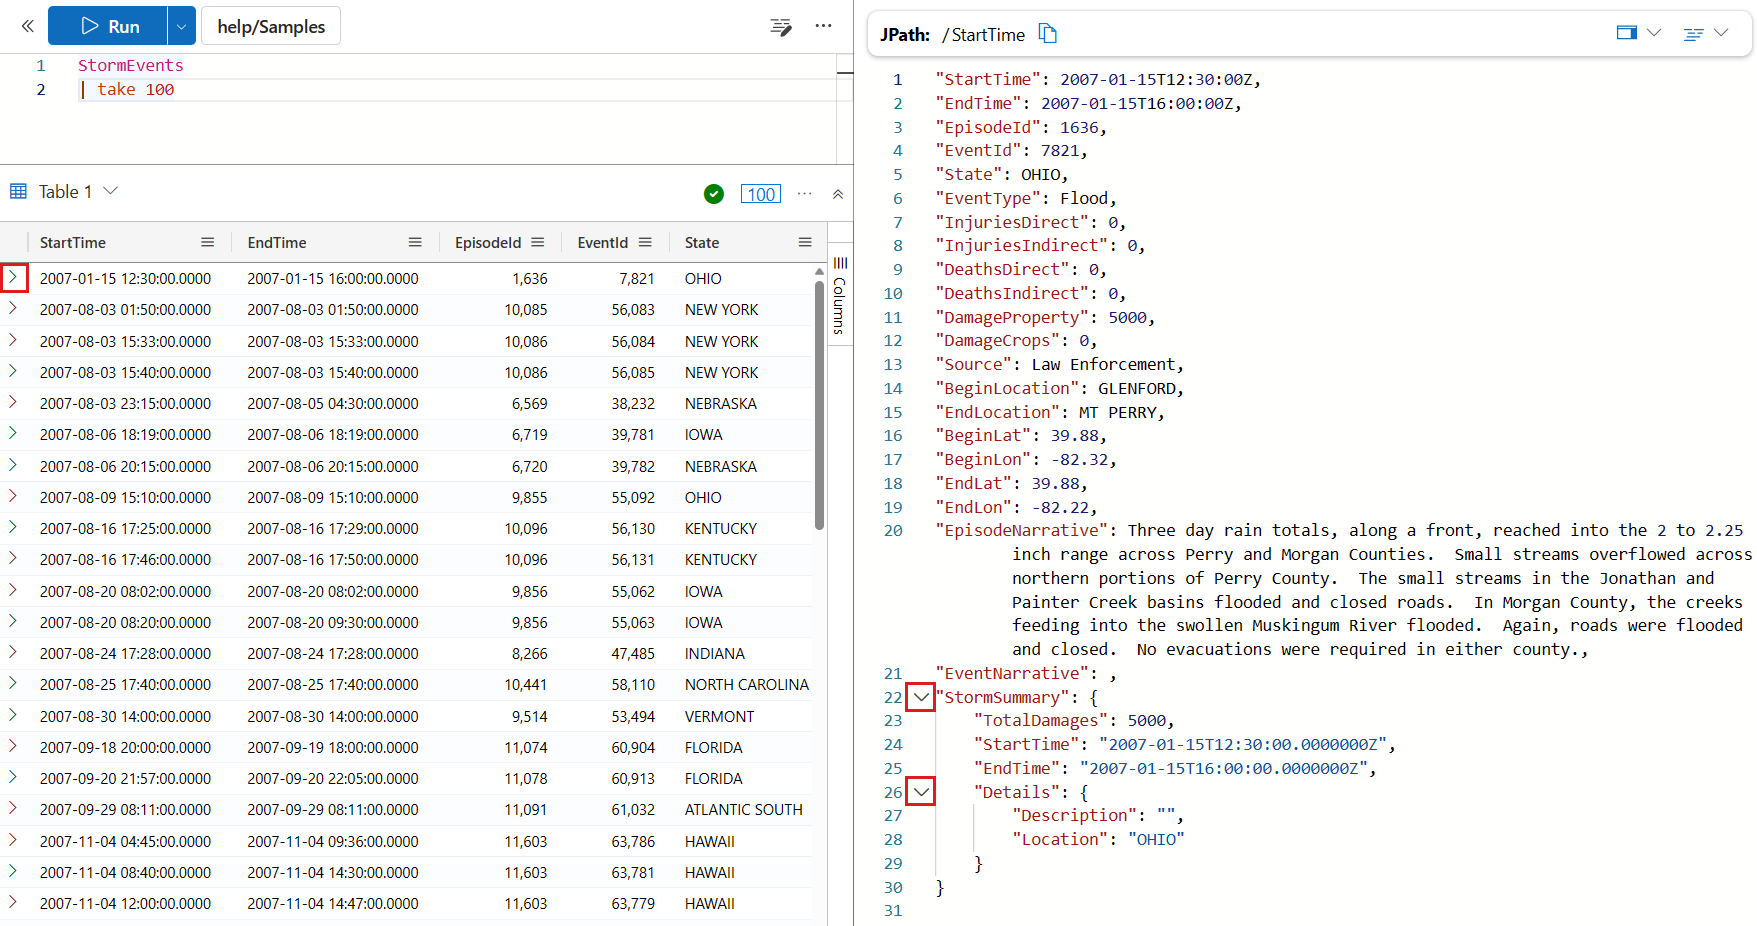 Run help/Samples
1 StormEvents
2 | take 100
Table 1 100
StartTime EndTime EpisodeId EventId State
2007-01-15 12:30:00.0000 2007-01-15 16:00:00.0000 1,636 7,821 OHIO
2007-08-03 01:50:00.0000 2007-08-03 01:50:00.0000 10,085 56,083 NEW YORK
2007-08-03 15:33:00.0000 2007-08-03 15:33:00.0000 10,086 56,084 NEW YORK
2007-08-03 15:40:00.0000 2007-08-03 15:40:00.0000 10,086 56,085 NEW YORK
2007-08-03 23:15:00.0000 2007-08-05 04:30:00.0000 6,569 38,232 NEBRASKA
2007-08-06 18:19:00.0000 2007-08-06 18:19:00.0000 6,719 39,781 IOWA
2007-08-06 20:15:00.0000 2007-08-06 20:15:00.0000 6,720 39,782 NEBRASKA
2007-08-09 15:10:00.0000 2007-08-09 15:10:00.0000 9,855 55,092 OHIO
2007-08-16 17:25:00.0000 2007-08-16 17:29:00.0000 10,096 56,130 KENTUCKY
2007-08-16 17:46:00.0000 2007-08-16 17:50:00.0000 10,096 56,131 KENTUCKY
2007-08-20 08:02:00.0000 2007-08-20 08:02:00.0000 9,856 55,062 IOWA
2007-08-20 08:20:00.0000 2007-08-20 09:30:00.0000 9,856 55,063 IOWA
2007-08-24 17:28:00.0000 2007-08-24 17:28:00.0000 8,266 47,485 INDIANA
2007-08-25 17:40:00.0000 2007-08-25 17:40:00.0000 10,441 58,110 NORTH CAROLINA
2007-08-30 14:00:00.0000 2007-08-30 14:00:00.0000 9,514 53,494 VERMONT
2007-09-18 20:00:00.0000 2007-09-19 18:00:00.0000 11,074 60,904 FLORIDA
2007-09-20 21:57:00.0000 2007-09-20 22:05:00.0000 11,078 60,913 FLORIDA
2007-09-29 08:11:00.0000 2007-09-29 08:11:00.0000 11,091 61,032 ATLANTIC SOUTH
2007-11-04 04:45:00.0000 2007-11-04 09:36:00.0000 11,603 63,786 HAWAII
2007-11-04 08:40:00.0000 2007-11-04 14:30:00.0000 11,603 63,781 HAWAII
2007-11-04 12:00:00.0000 2007-11-04 14:47:00.0000 11,603 63,779 HAWAII
Columns
JPath: /StartTime
1 "StartTime": 2007-01-15T12:30:00Z,
2 "EndTime": 2007-01-15T16:00:00Z,
3 "EpisodeId": 1636,
4 "EventId": 7821,
5 "State": OHIO,
6 "EventType": Flood,
7 "InjuriesDirect": 0,
8 "InjuriesIndirect": 0,
9 "DeathsDirect": 0,
10 "DeathsIndirect": 0,
11 "DamageProperty": 5000,
12 "DamageCrops": 0,
13 "Source": Law Enforcement,
14 "BeginLocation": GLENFORD,
15 "EndLocation": MT PERRY,
16 "BeginLat": 39.88,
17 "BeginLon": -82.32,
18 "EndLat": 39.88,
19 "EndLon": -82.22,
20 "EpisodeNarrative": Three day rain totals, along a front, reached into the 2 to 2.25
inch range across Perry and Morgan Counties.  Small streams overflowed across
northern portions of Perry County.  The small streams in the Jonathan and
Painter Creek basins flooded and closed roads.  In Morgan County, the creeks
feeding into the swollen Muskingum River flooded.  Again, roads were flooded
and closed.  No evacuations were required in either county.,
21 "EventNarrative": ,
22 "StormSummary": {
23 "TotalDamages": 5000,
24 "StartTime": "2007-01-15T12:30:00.0000000Z",
25 "EndTime": "2007-01-15T16:00:00.0000000Z",
26 "Details": {
27 "Description": "",
28 "Location": "OHIO"
29 }
30 }
31